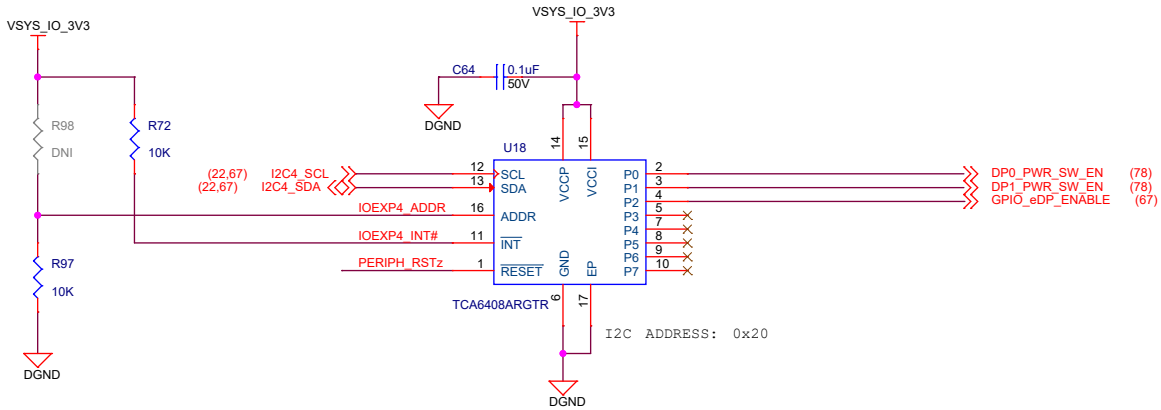 VSYS_IO_3V3
VSYS_IO_3V3
C64
0.1uF
50V
DGND
R98
DNI
R72
10K
U18
14
15
VCCP
VCCI
(22,67)
I2C4_SCL
12
SCL
(22,67)
I2C4_SDA
13
SDA
IOEXP4_ADDR
16
ADDR
IOEXP4_INT#
11
INT
PERIPH_RSTz
1
RESET
P0
2
DP0_PWR_SW_EN
(78)
P1
3
DP1_PWR_SW_EN
(78)
P2
4
GPIO_eDP_ENABLE
(67)
P3
5
P4
7
P5
8
P6
9
P7
10
GND
EP
6
17
R97
10K
TCA6408ARGTR
I2C ADDRESS: 0x20
DGND
DGND